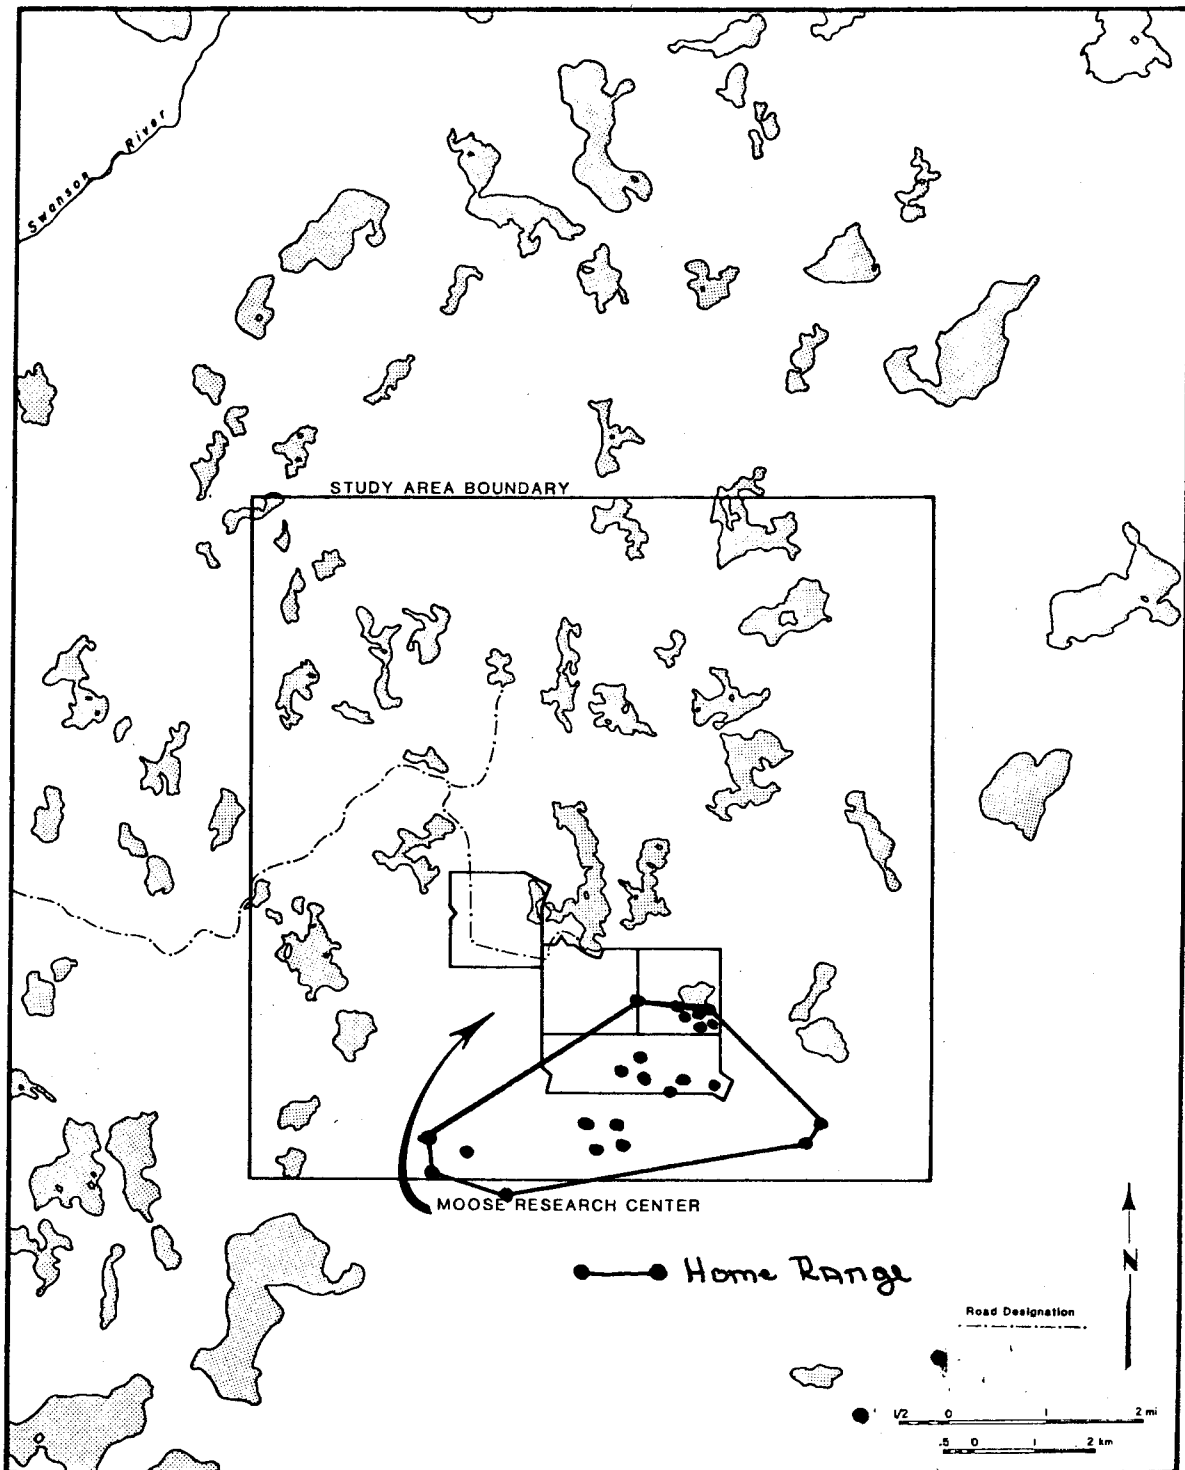 Swanson River
STUDY AREA BOUNDARY
MOOSE RESEARCH CENTER
Home Range
N
Road Designation
1/2 0 1 2 mi
.5 0 1 2 km